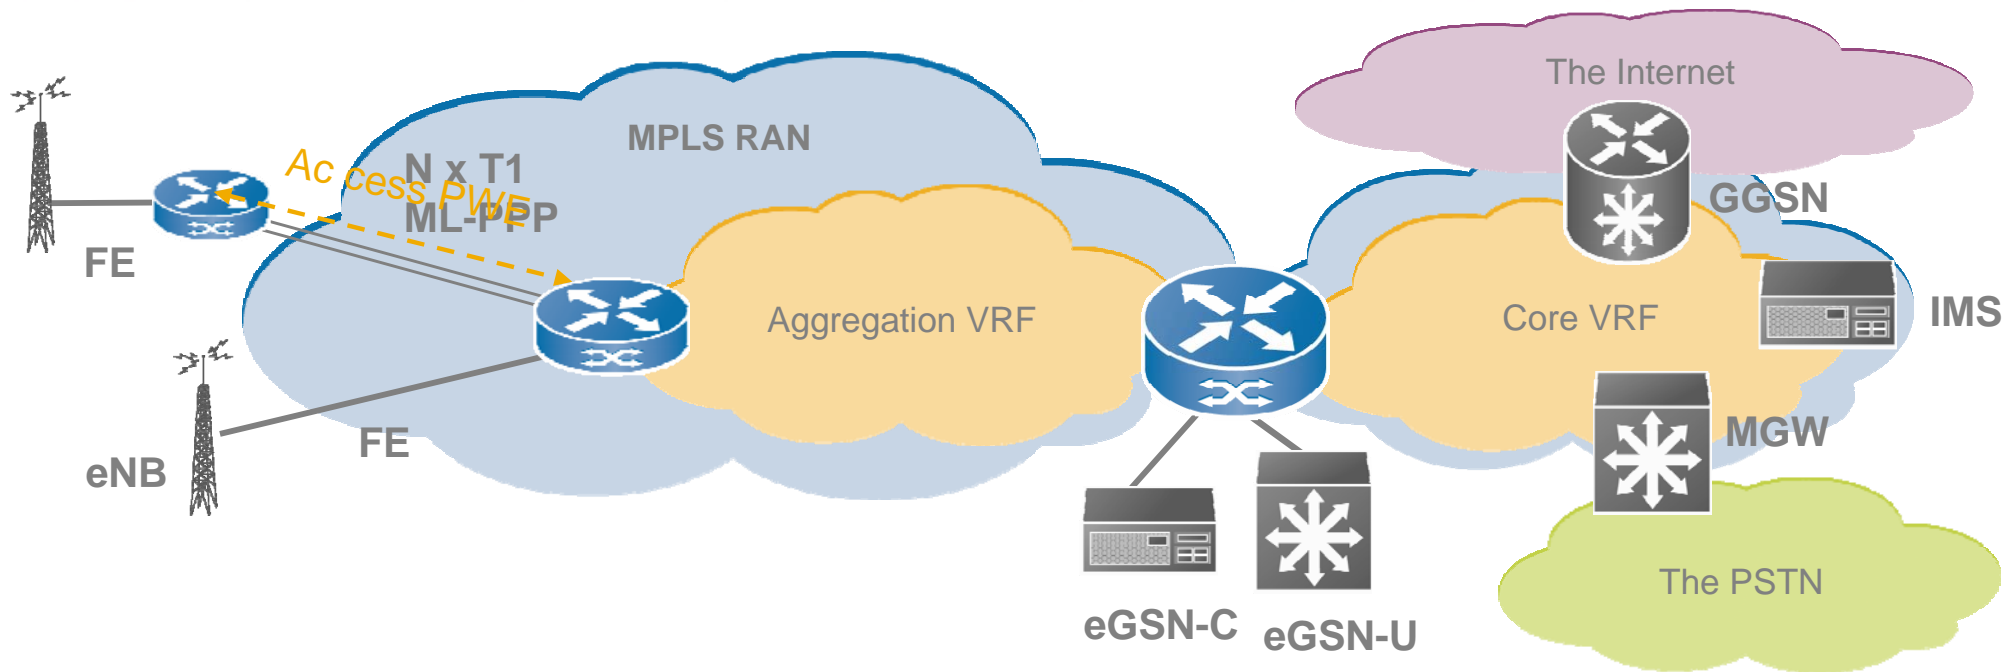 The Internet
MPLS RAN
N x T1
ML-PPP
Ac cess PWE
GGSN
FE
Aggregation VRF
Core VRF
IMS
FE
MGW
eNB
The PSTN
eGSN-C
eGSN-U